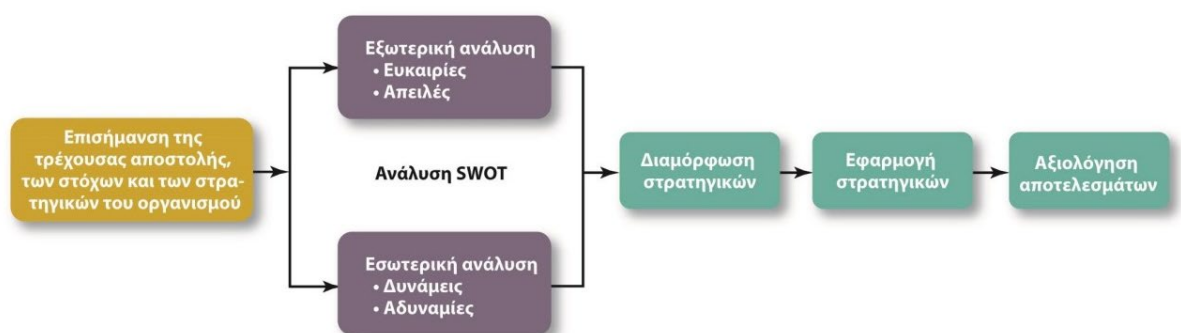 Επισήμανση της
τρέχουσας αποστολής,
των στόχων και των στρα-
τηγικών του οργανισμού
Εξωτερική ανάλυση
• Ευκαιρίες
• Απειλές
Ανάλυση SWOT
Εσωτερική ανάλυση
• Δυνάμεις
• Αδυναμίες
Διαμόρφωση
στρατηγικών
Εφαρμογή
στρατηγικών
Αξιολόγηση
αποτελεσμάτων